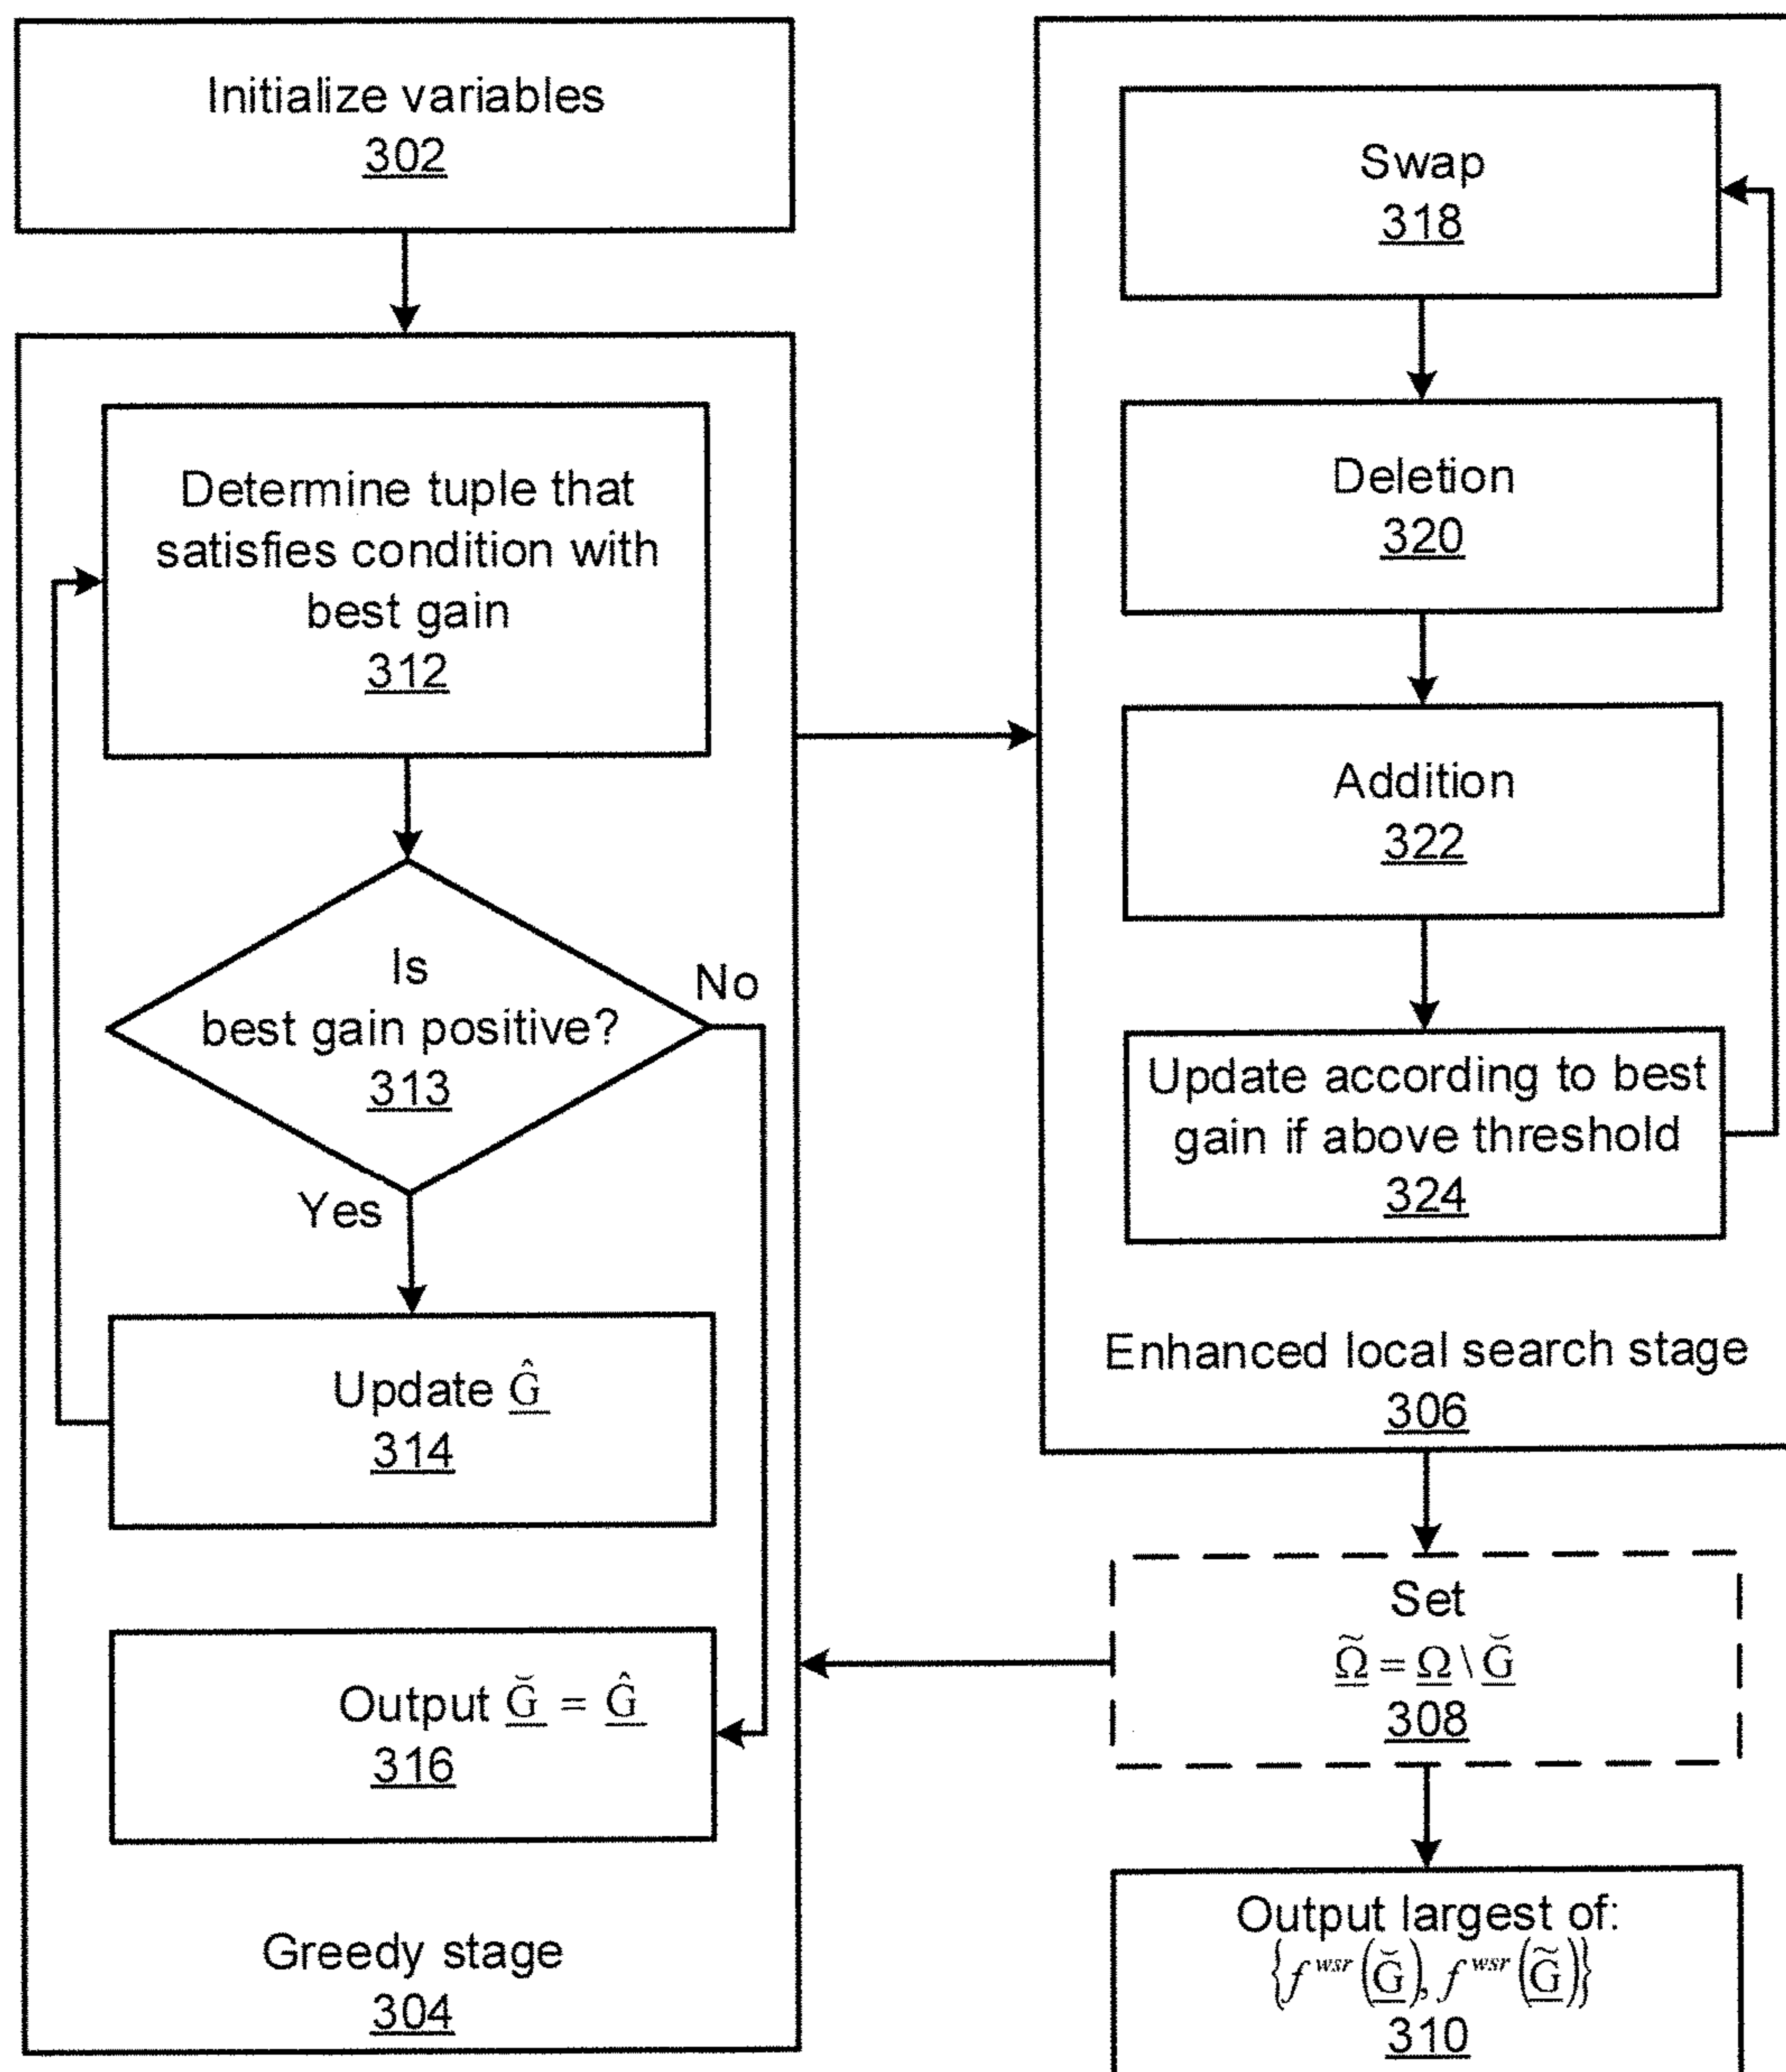 Initialize variables
302
Determine tuple that
satisfies condition with
best gain
312
Is
best gain positive?
313
No
Yes
Update Ĝ
314
Output Ğ = Ĝ
316
Greedy stage
304
Swap
318
Deletion
320
Addition
322
Update according to best
gain if above threshold
324
Enhanced local search stage
306
Set
Ω̃ = Ω \ Ğ
308
Output largest of:
{f^wsr(Ğ), f^wsr(G̃)}
310